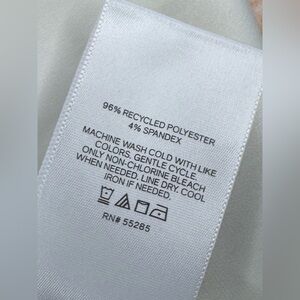 96% RECYCLED POLYESTER
4% SPANDEX
MACHINE WASH COLD WITH LIKE
COLORS. GENTLE CYCLE.
ONLY NON-CHLORINE BLEACH
WHEN NEEDED. LINE DRY. COOL
IRON IF NEEDED.
RN# 55285